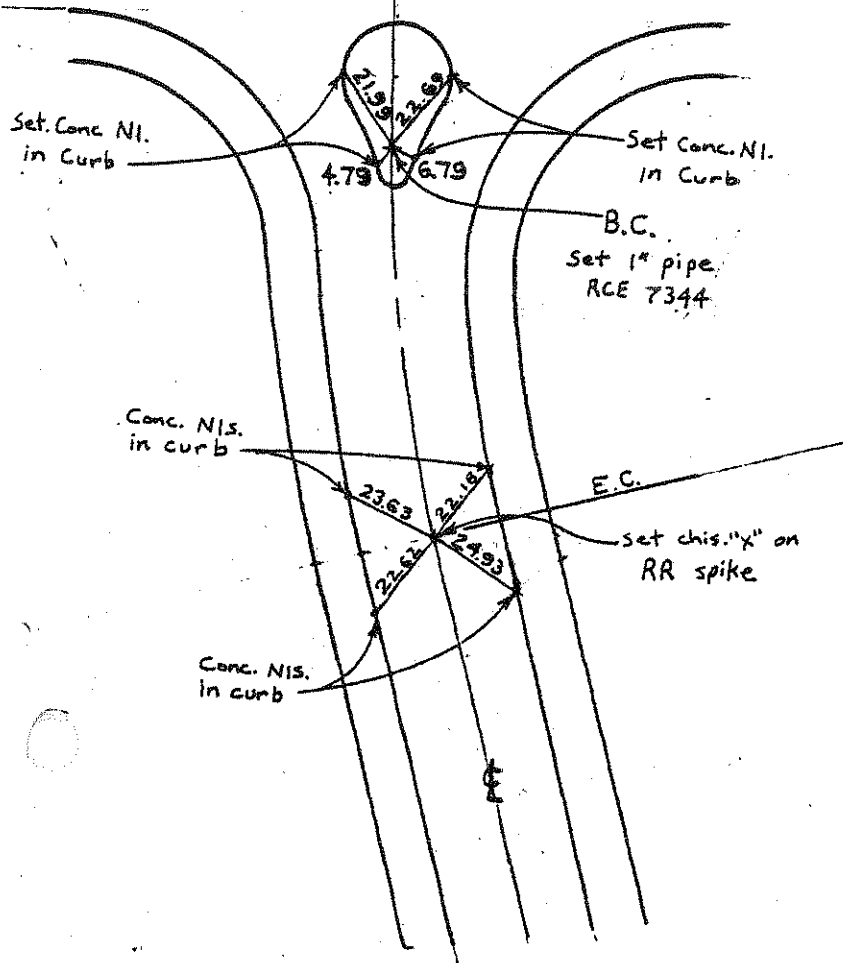 21.99
22.69
Set. Conc Nl.
in Curb
4.79
6.79
Set Conc. Nl.
in Curb
B.C.
Set 1" pipe
RCE 7344
Conc. Nls.
in curb
23.63
22.16
E.C.
22.62
24.93
Set chis. "x" on
RR spike
Conc. Nls.
in curb
℄